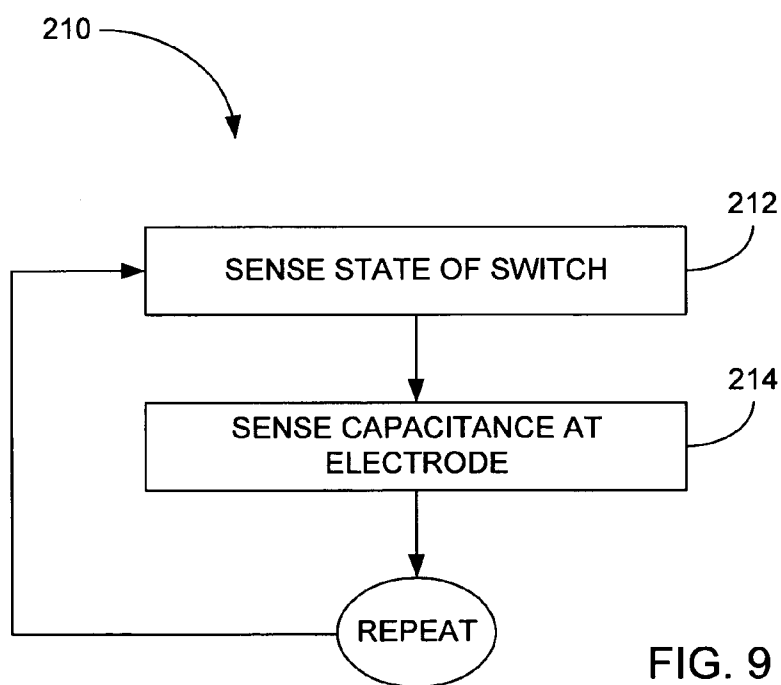 210
212
SENSE STATE OF SWITCH
214
SENSE CAPACITANCE AT
ELECTRODE
REPEAT
FIG. 9